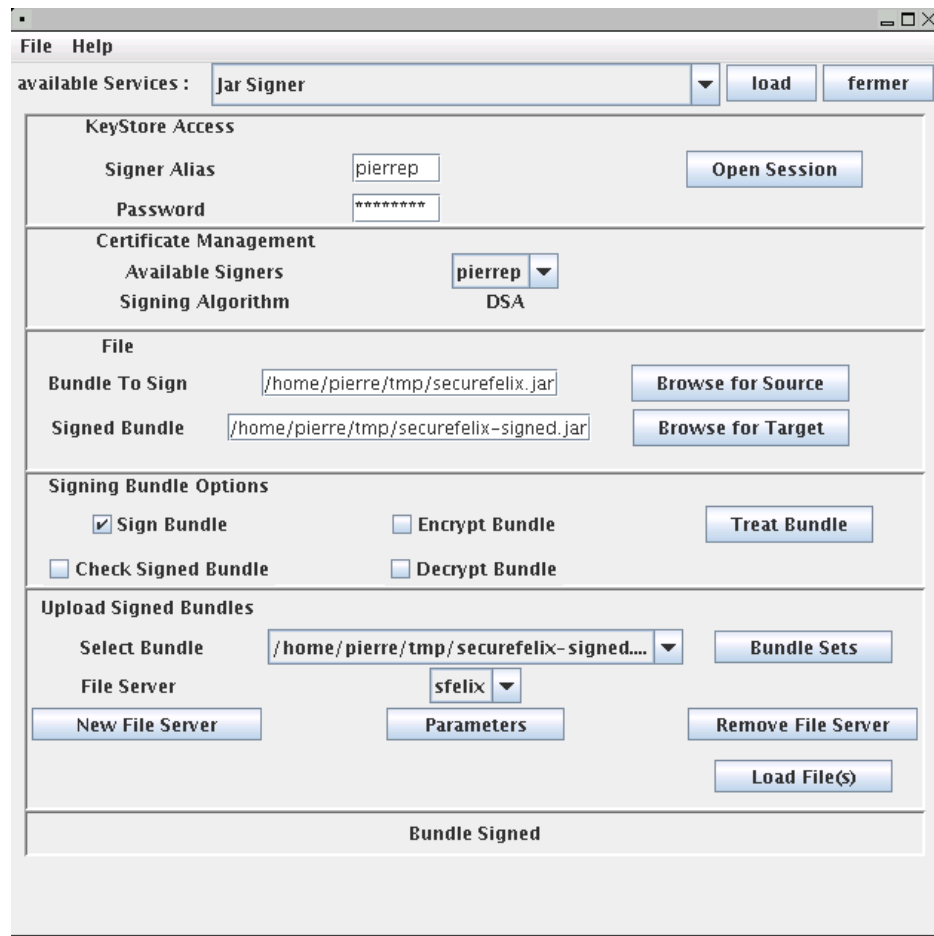 File Help
available Services : Jar Signer load fermer
KeyStore Access
Signer Alias pierrep Open Session
Password ********
Certificate Management
Available Signers pierrep
Signing Algorithm DSA
File
Bundle To Sign /home/pierre/tmp/securefelix.jar Browse for Source
Signed Bundle /home/pierre/tmp/securefelix-signed.jar Browse for Target
Signing Bundle Options
Sign Bundle Encrypt Bundle Treat Bundle
Check Signed Bundle Decrypt Bundle
Upload Signed Bundles
Select Bundle /home/pierre/tmp/securefelix-signed.... Bundle Sets
File Server sfelix
New File Server Parameters Remove File Server
Load File(s)
Bundle Signed